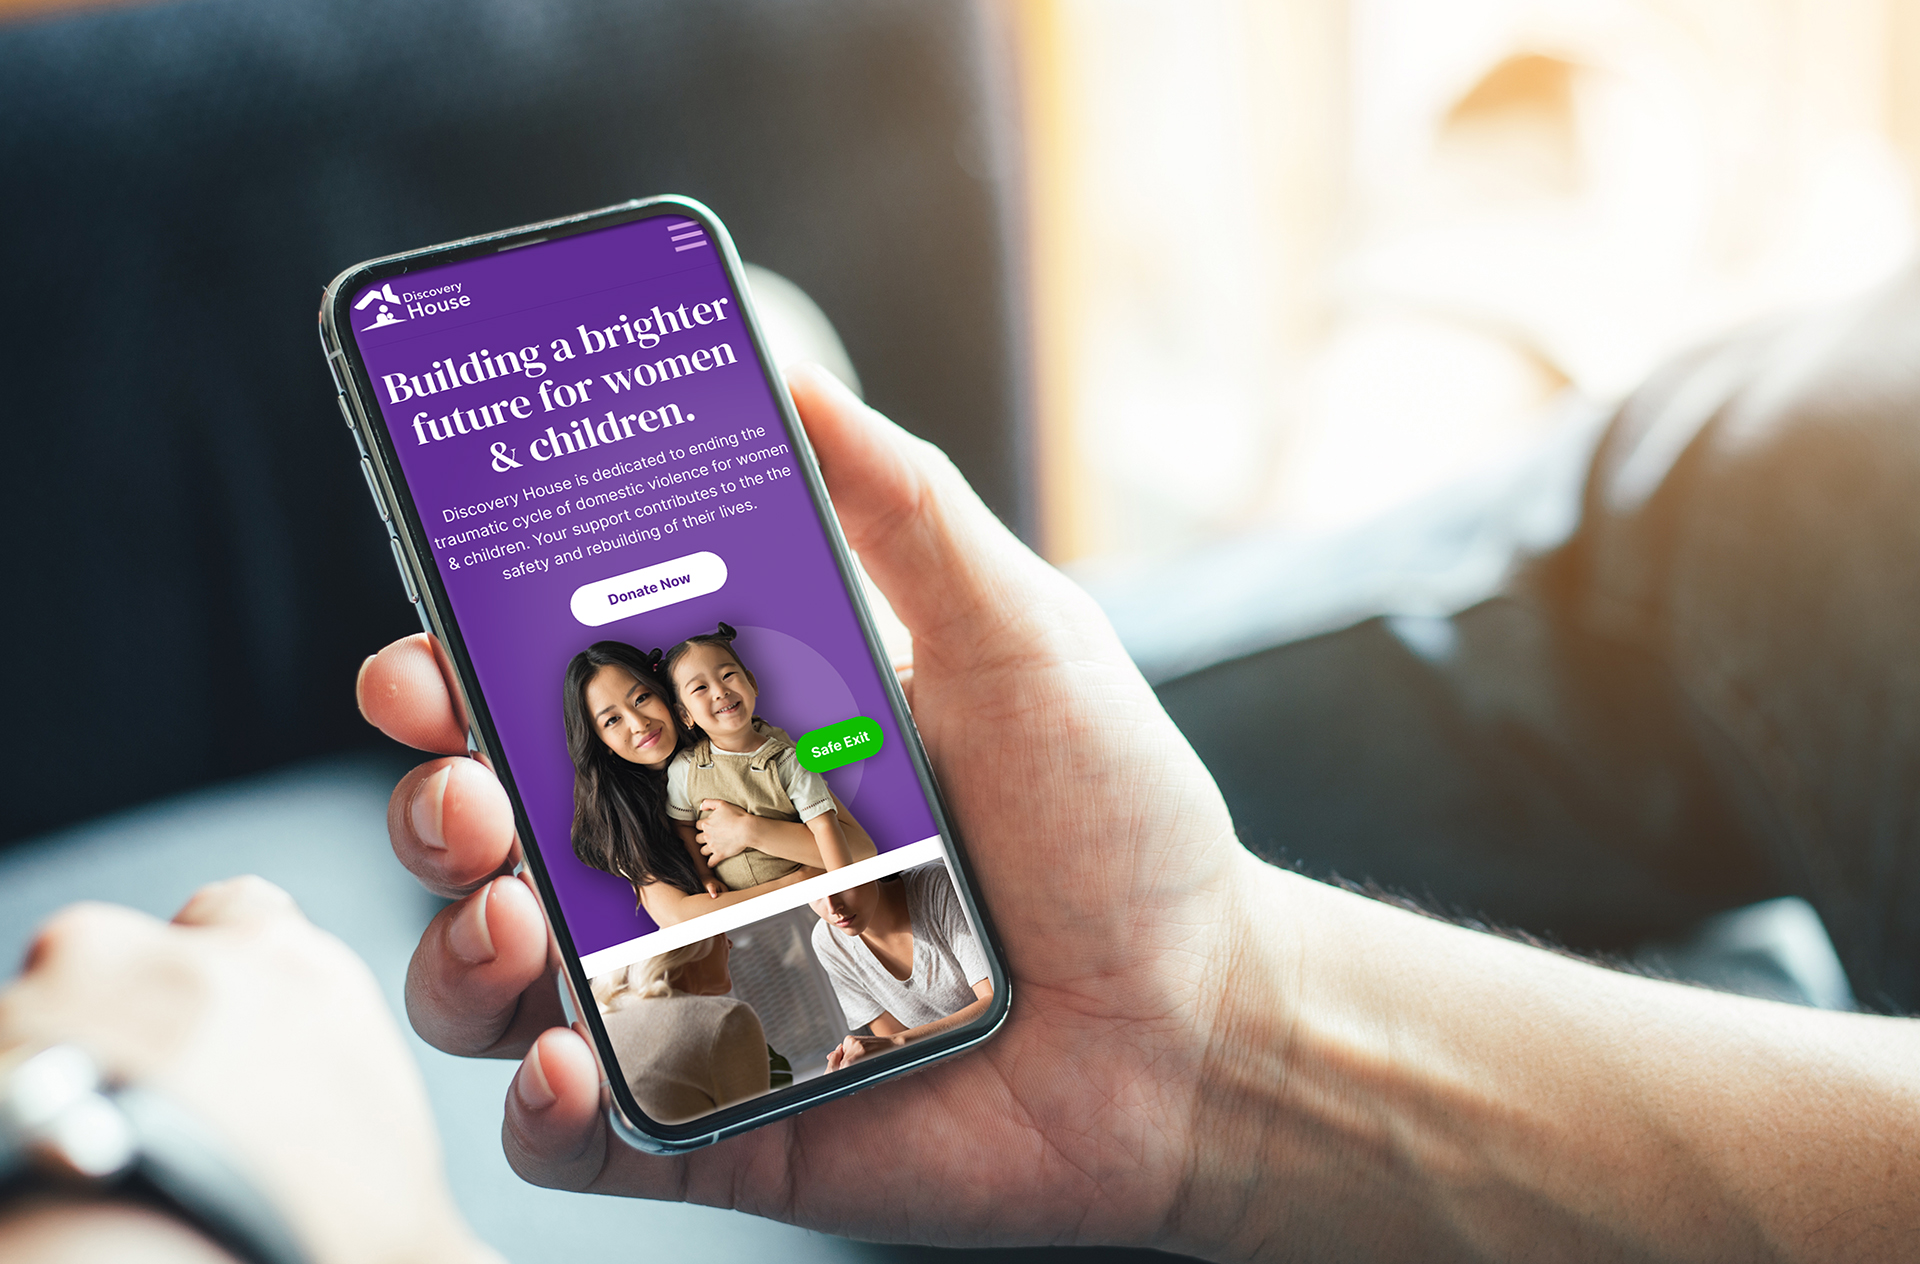 Discovery
House
Building a brighter
future for women
& children.
Discovery House is dedicated to ending the
traumatic cycle of domestic violence for women
& children. Your support contributes to the the
safety and rebuilding of their lives.
Donate Now
Safe Exit